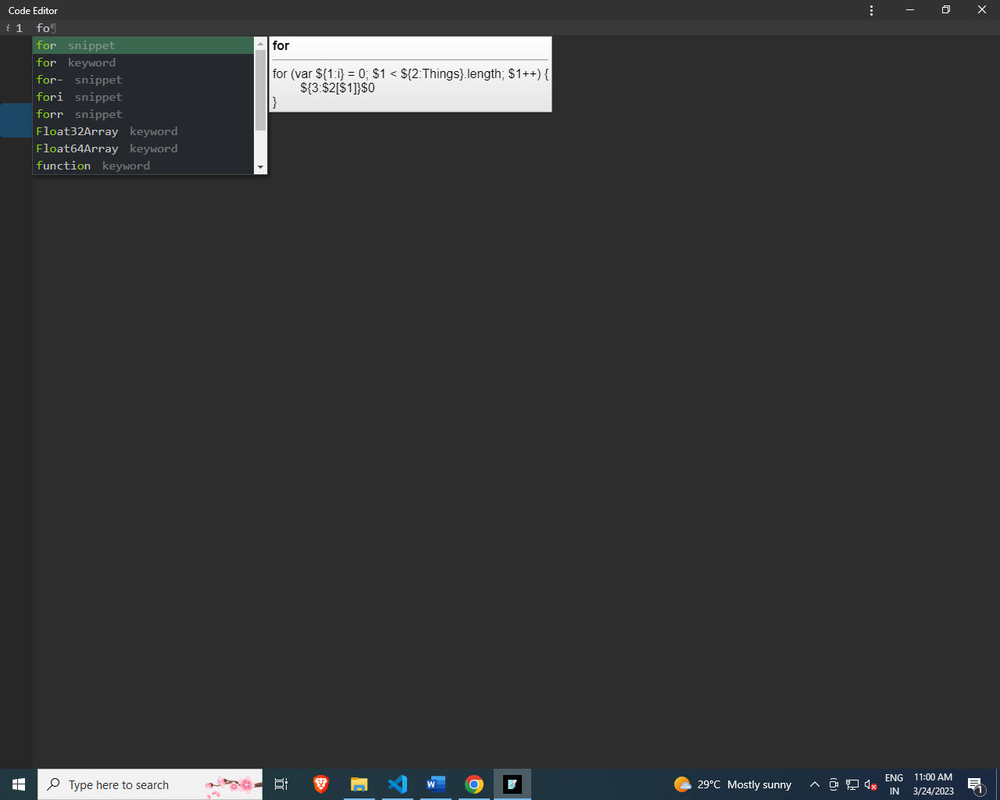 Code Editor
i 1 fo¶
for snippet
for keyword
for- snippet
fori snippet
forr snippet
Float32Array keyword
Float64Array keyword
function keyword
for
for (var ${1:i} = 0; $1 < ${2:Things}.length; $1++) {
${3:$2[$1]}$0
}
Type here to search
29°C Mostly sunny
ENG
IN
11:00 AM
3/24/2023
1